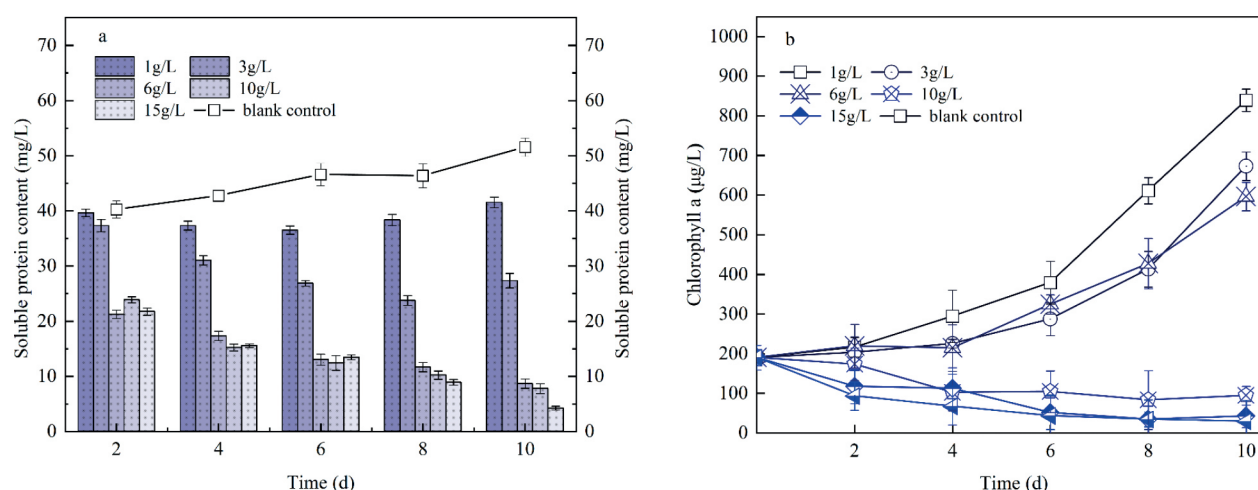 a
1g/L 3g/L
6g/L 10g/L
15g/L blank control
Soluble protein content (mg/L)
70
60
50
40
30
20
10
0
2 4 6 8 10
Time (d)
70
60
50
40
30
20
10
0
Soluble protein content (mg/L)
b
1g/L 3g/L
6g/L 10g/L
15g/L blank control
Chlorophyll a (μg/L)
1000
900
800
700
600
500
400
300
200
100
0
2 4 6 8 10
Time (d)